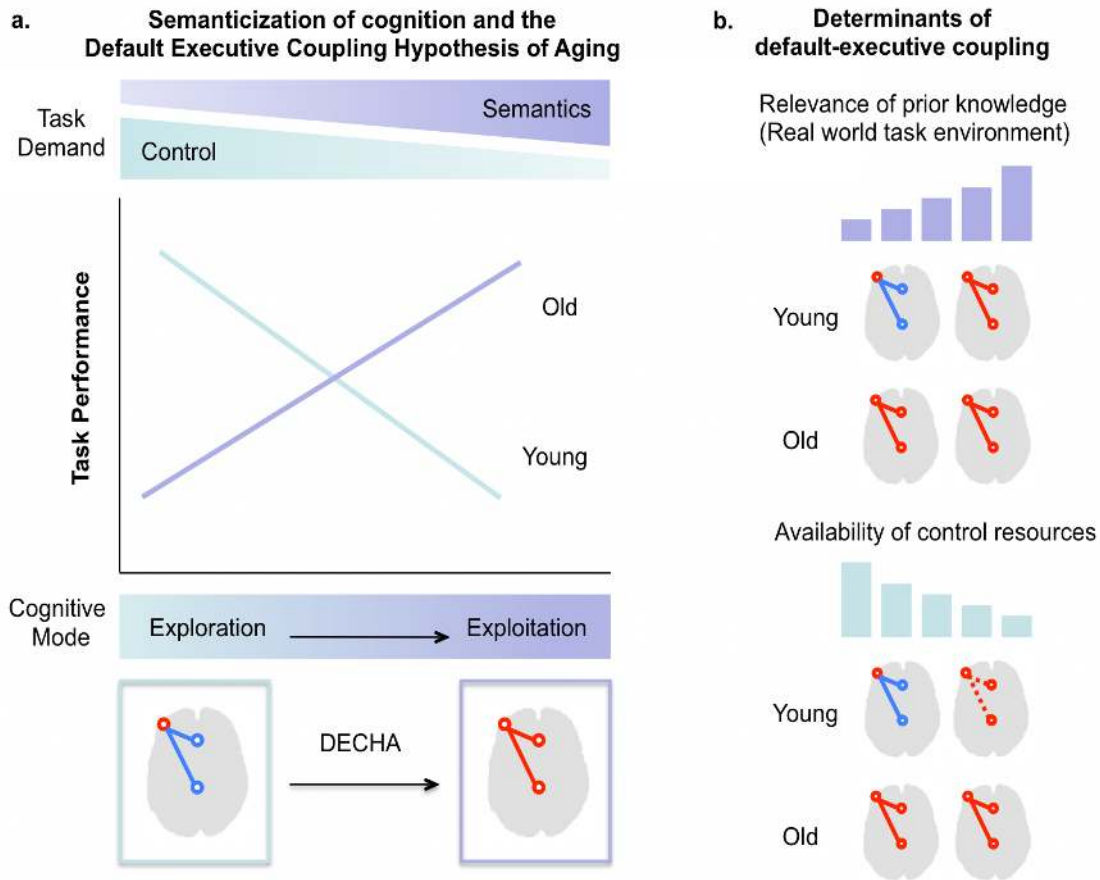 a.
Semanticization of cognition and the
Default Executive Coupling Hypothesis of Aging
Task
Demand
Semantics
Control
Task Performance
Old
Young
Cognitive
Mode
Exploration
Exploitation
DECHA
b.
Determinants of
default-executive coupling
Relevance of prior knowledge
(Real world task environment)
Young
Old
Availability of control resources
Young
Old